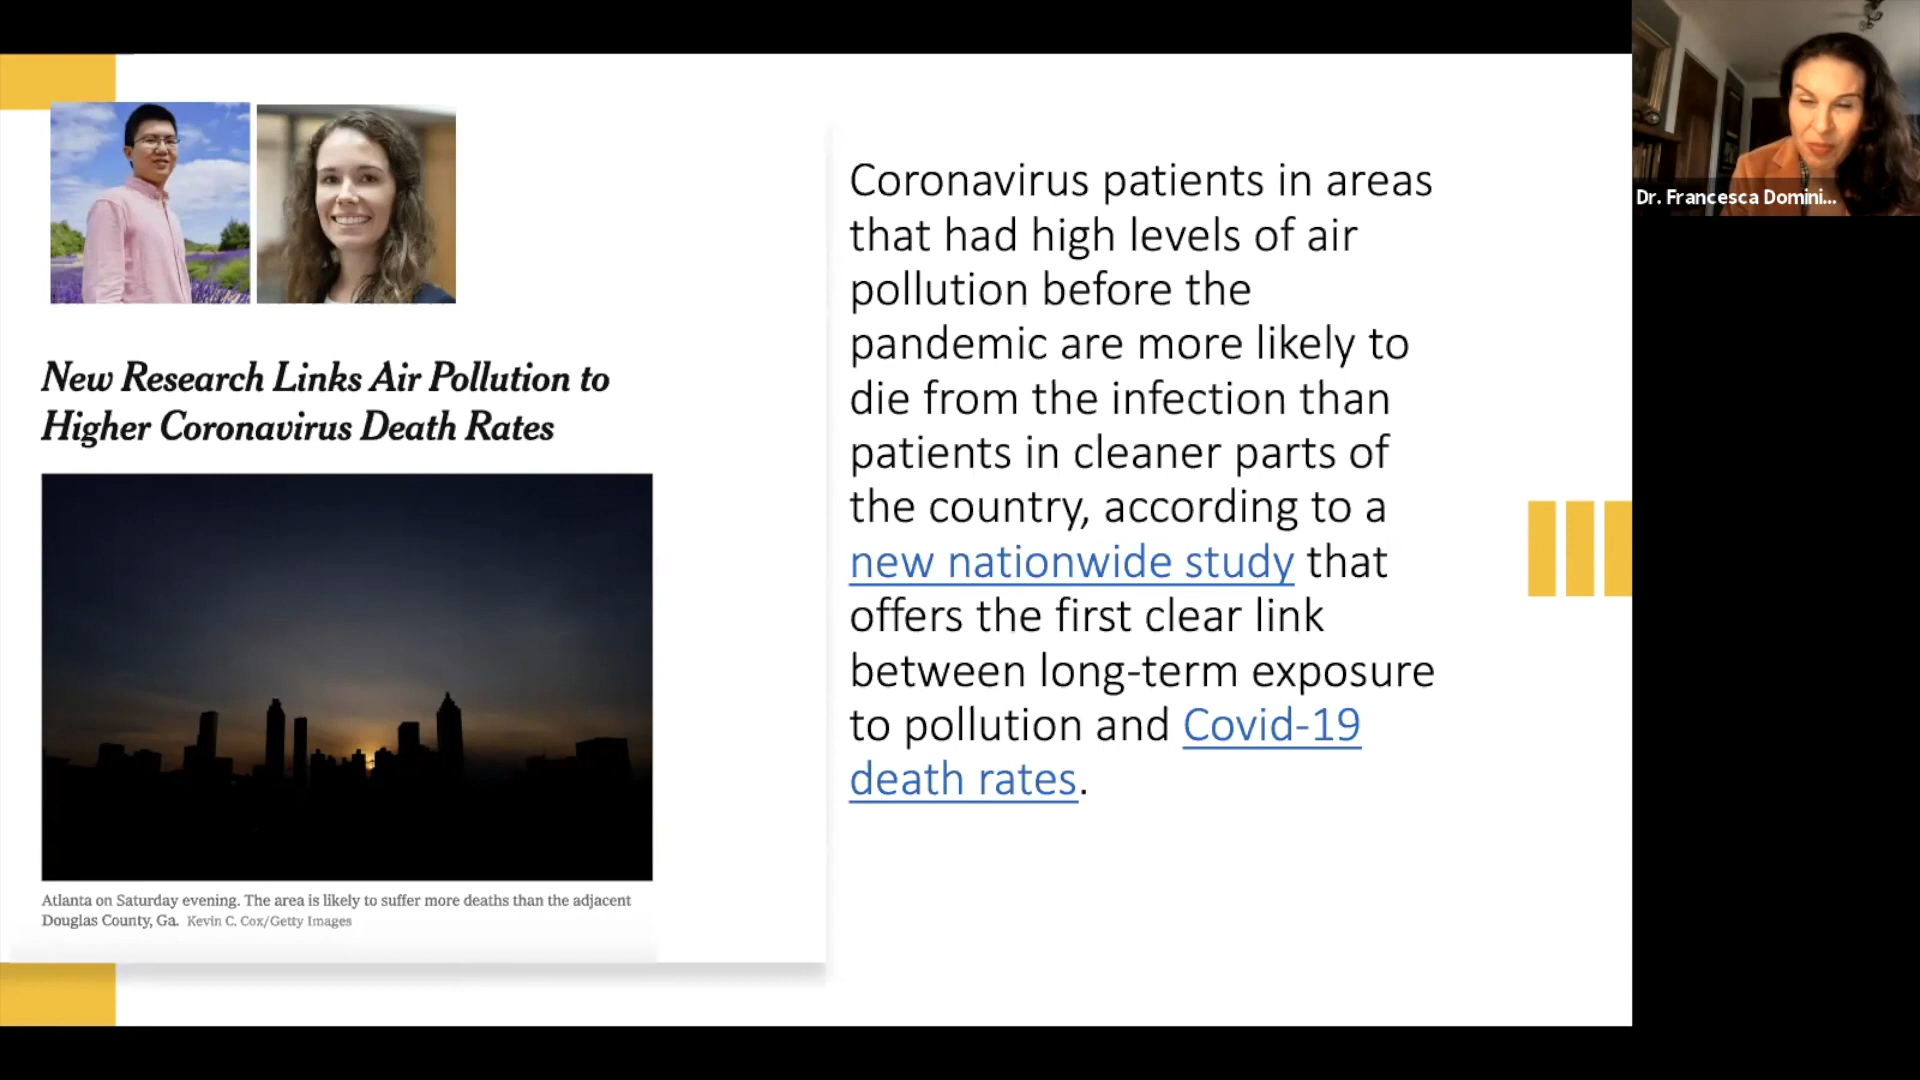 New Research Links Air Pollution to
Higher Coronavirus Death Rates
Atlanta on Saturday evening. The area is likely to suffer more deaths than the adjacent
Douglas County, Ga. Kevin C. Cox/Getty Images
Coronavirus patients in areas
that had high levels of air
pollution before the
pandemic are more likely to
die from the infection than
patients in cleaner parts of
the country, according to a
new nationwide study that
offers the first clear link
between long-term exposure
to pollution and Covid-19
death rates.
Dr. Francesca Domini...